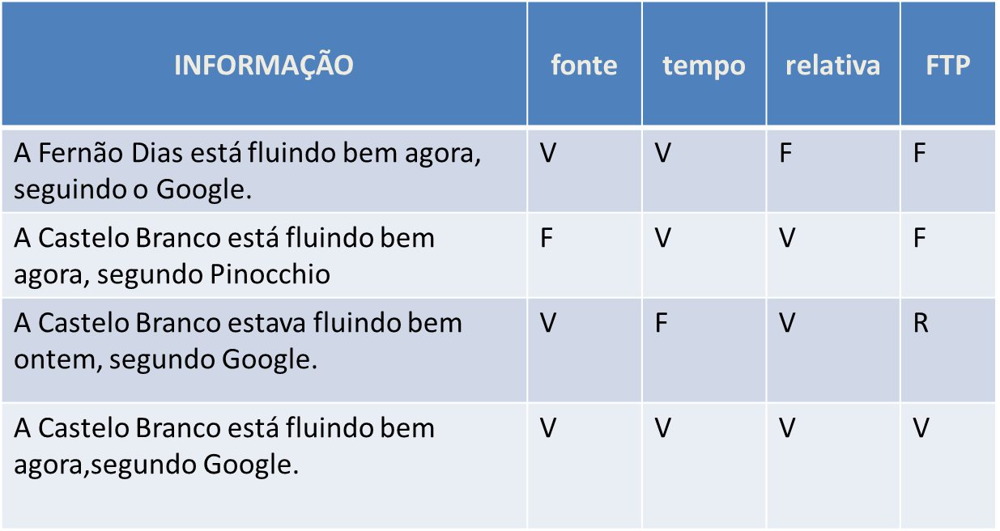 INFORMAÇÃO fonte tempo relativa FTP
A Fernão Dias está fluindo bem agora, V V F F
seguindo o Google.
A Castelo Branco está fluindo bem F V V F
agora, segundo Pinocchio
A Castelo Branco estava fluindo bem V F V R
ontem, segundo Google.
A Castelo Branco está fluindo bem V V V V
agora,segundo Google.